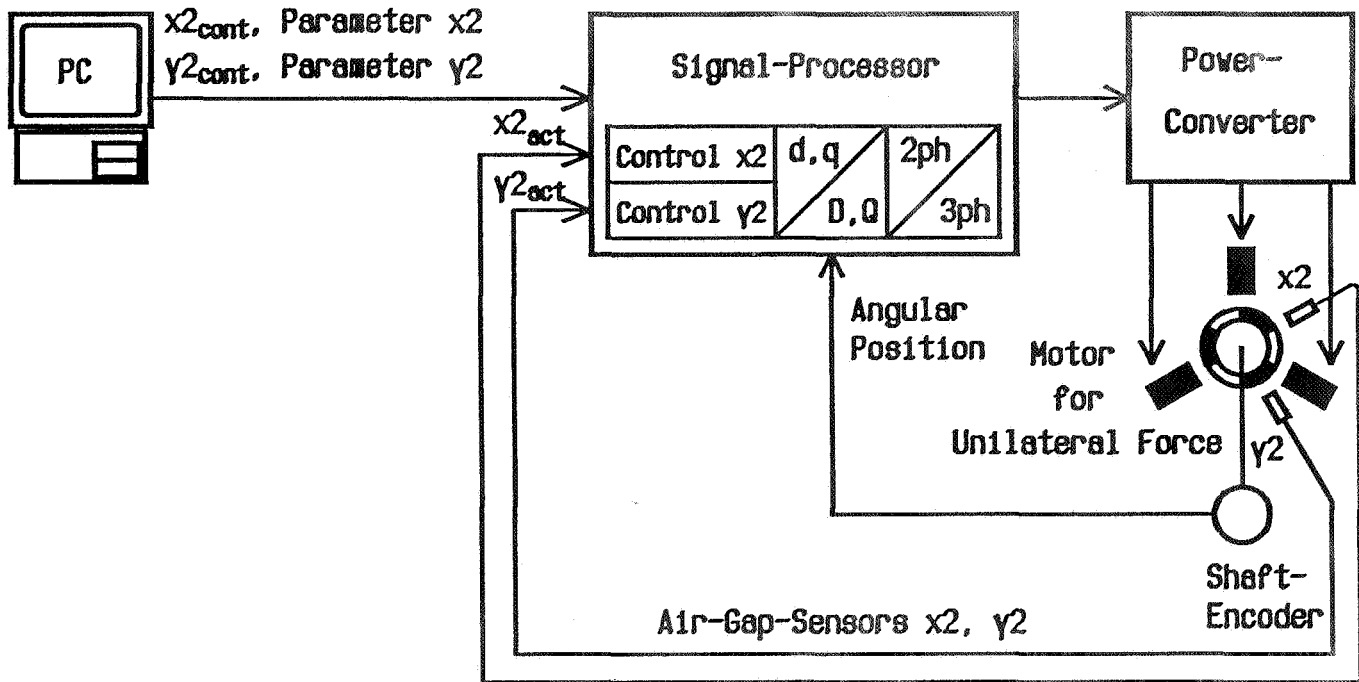 x2cont, Parameter x2
y2cont, Parameter y2
PC
Signal-Processor
Power-
Converter
x2act
y2act
Control x2
Control y2
d,q
D,Q
2ph
3ph
Angular
Position
x2
Motor
for
Unilateral Force
y2
Shaft-
Encoder
Air-Gap-Sensors x2, y2